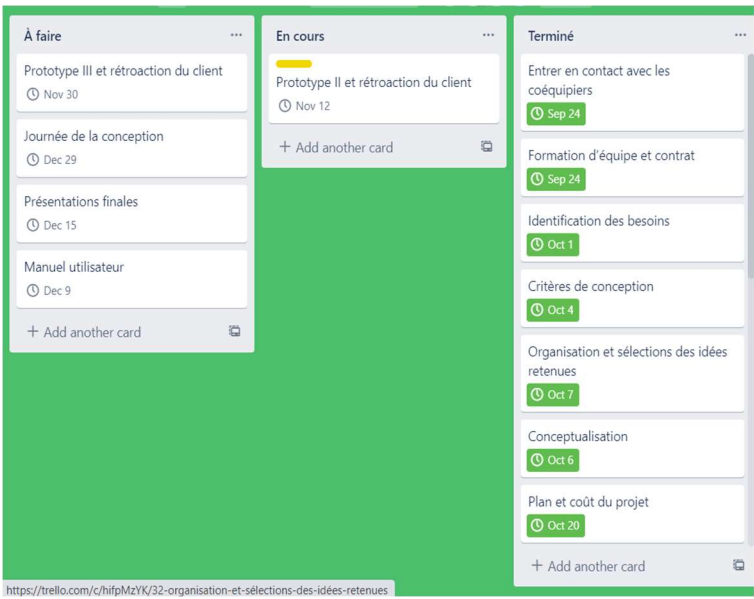 À faire
Prototype III et rétroaction du client
Nov 30
Journée de la conception
Dec 29
Présentations finales
Dec 15
Manuel utilisateur
Dec 9
+ Add another card
En cours
Prototype II et rétroaction du client
Nov 12
+ Add another card
Terminé
Entrer en contact avec les
coéquipiers
Sep 24
Formation d'équipe et contrat
Sep 24
Identification des besoins
Oct 1
Critères de conception
Oct 4
Organisation et sélections des idées
retenues
Oct 7
Conceptualisation
Oct 6
Plan et coût du projet
Oct 20
+ Add another card
https://trello.com/c/hifpMzYK/32-organisation-et-sélections-des-idées-retenues